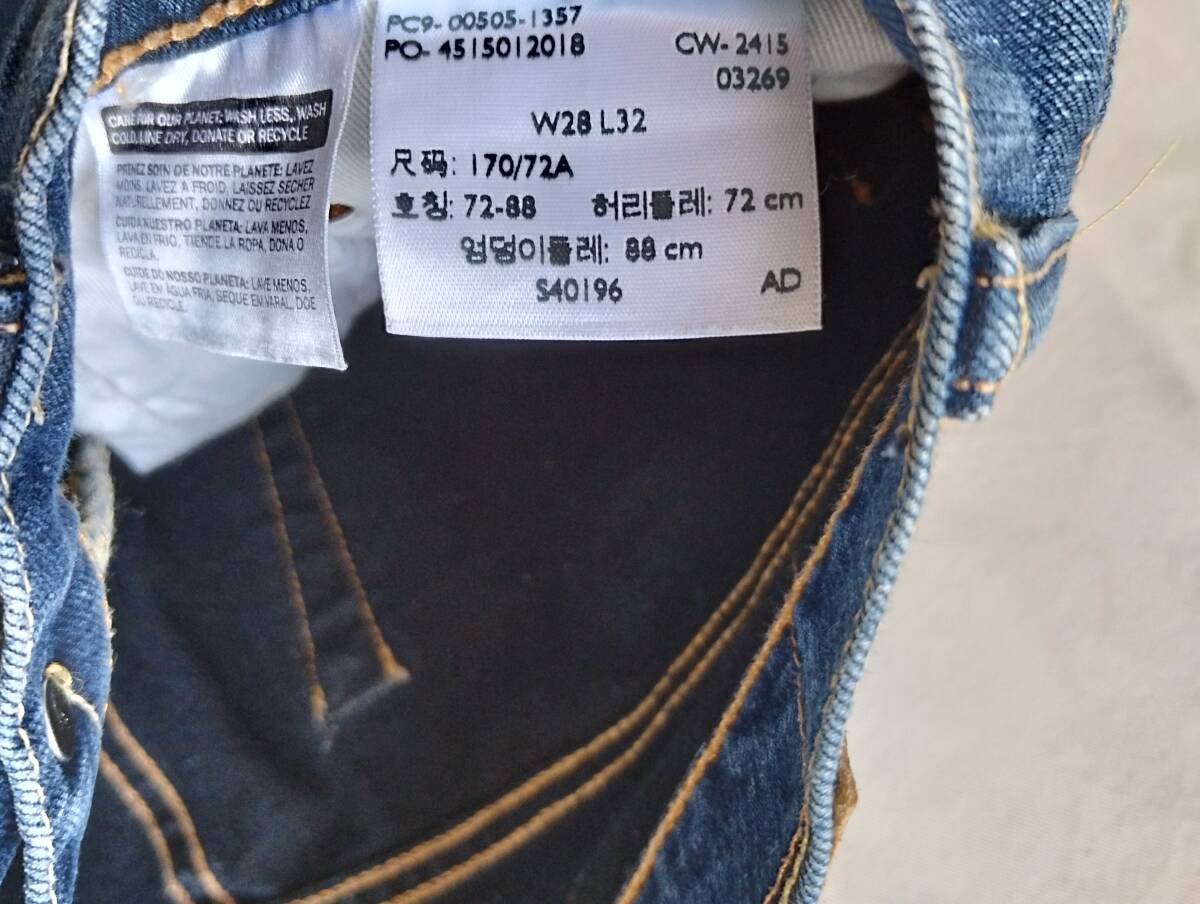 CARE FOR OUR PLANET: WASH LESS, WASH
COLD, LINE DRY, DONATE OR RECYCLE
PRENEZ SOIN DE NOTRE PLANETE: LAVEZ
MOINS, LAVEZ A FROID, LAISSEZ SECHER
NATURELLEMENT, DONNEZ OU RECYCLEZ
CUIDA NUESTRO PLANETA: LAVA MENOS,
LAVA EN FRIO, TIENDE LA ROPA, DONA O
RECICLA.
CUIDE DO NOSSO PLANETA: LAVE MENOS,
LAVE EM AGUA FRIA, SEQUE EM VARAL, DOE
OU RECICLE.
PC9- 00505-1357
PO- 4515012018 CW- 2415
03269
W28 L32
尺码: 170/72A
호칭: 72-88 허리둘레: 72 cm
엉덩이둘레: 88 cm
S40196 AD